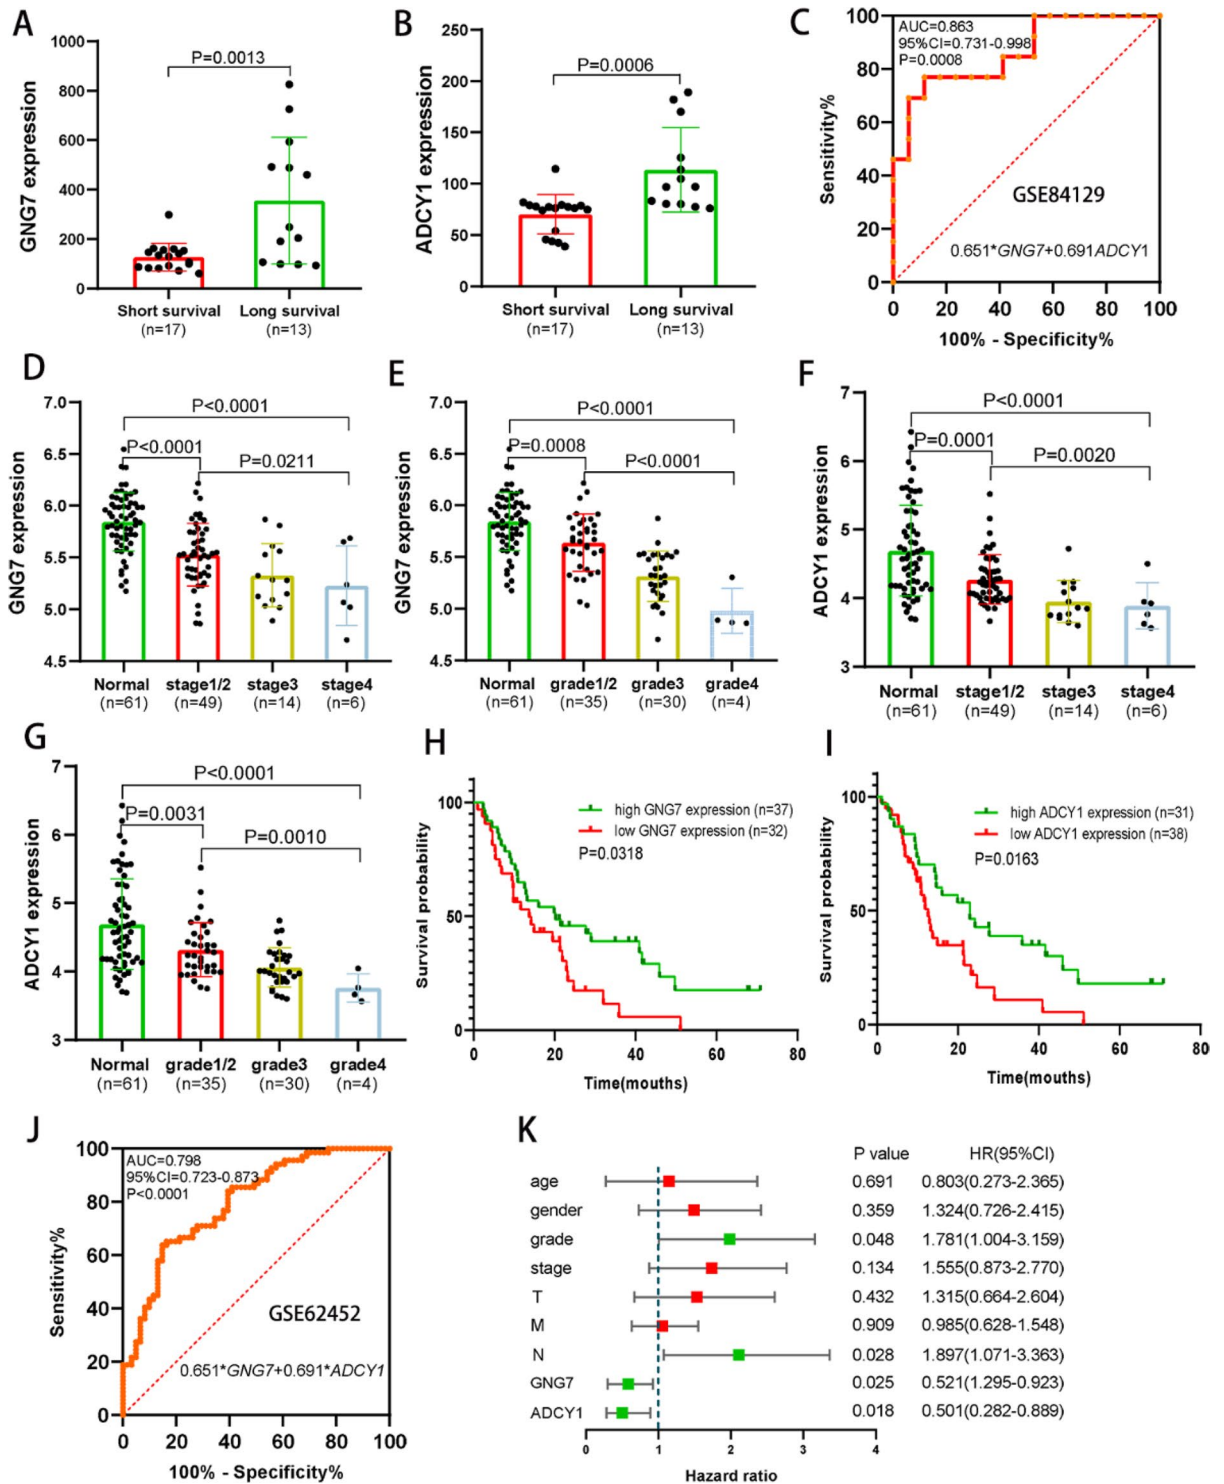 A
GNG7 expression
1000
800
600
400
200
0
P=0.0013
Short survival
(n=17)
Long survival
(n=13)
B
ADCY1 expression
250
200
150
100
50
0
P=0.0006
Short survival
(n=17)
Long survival
(n=13)
C
Sensitivity%
100
80
60
40
20
0
AUC=0.863
95%CI=0.731-0.998
P=0.0008
GSE84129
0.651*GNG7+0.691ADCY1
0 20 40 60 80 100
100% - Specificity%
D
GNG7 expression
7.0
6.5
6.0
5.5
5.0
4.5
P<0.0001
P<0.0001
P=0.0211
Normal stage1/2 stage3 stage4
(n=61) (n=49) (n=14) (n=6)
E
GNG7 expression
7.0
6.5
6.0
5.5
5.0
4.5
P<0.0001
P=0.0008
P<0.0001
Normal grade1/2 grade3 grade4
(n=61) (n=35) (n=30) (n=4)
F
ADCY1 expression
7
6
5
4
3
P<0.0001
P=0.0001
P=0.0020
Normal stage1/2 stage3 stage4
(n=61) (n=49) (n=14) (n=6)
G
ADCY1 expression
7
6
5
4
3
P<0.0001
P=0.0031
P=0.0010
Normal grade1/2 grade3 grade4
(n=61) (n=35) (n=30) (n=4)
H
Survival probability
100
50
0
high GNG7 expression (n=37)
low GNG7 expression (n=32)
P=0.0318
0 20 40 60 80
Time(mouths)
I
Survival probability
100
50
0
high ADCY1 expression (n=31)
low ADCY1 expression (n=38)
P=0.0163
0 20 40 60 80
Time(mouths)
J
Sensitivity%
100
80
60
40
20
0
AUC=0.798
95%CI=0.723-0.873
P<0.0001
GSE62452
0.651*GNG7+0.691*ADCY1
0 20 40 60 80 100
100% - Specificity%
K
P value HR(95%CI)
age 0.691 0.803(0.273-2.365)
gender 0.359 1.324(0.726-2.415)
grade 0.048 1.781(1.004-3.159)
stage 0.134 1.555(0.873-2.770)
T 0.432 1.315(0.664-2.604)
M 0.909 0.985(0.628-1.548)
N 0.028 1.897(1.071-3.363)
GNG7 0.025 0.521(1.295-0.923)
ADCY1 0.018 0.501(0.282-0.889)
0 1 2 3 4
Hazard ratio